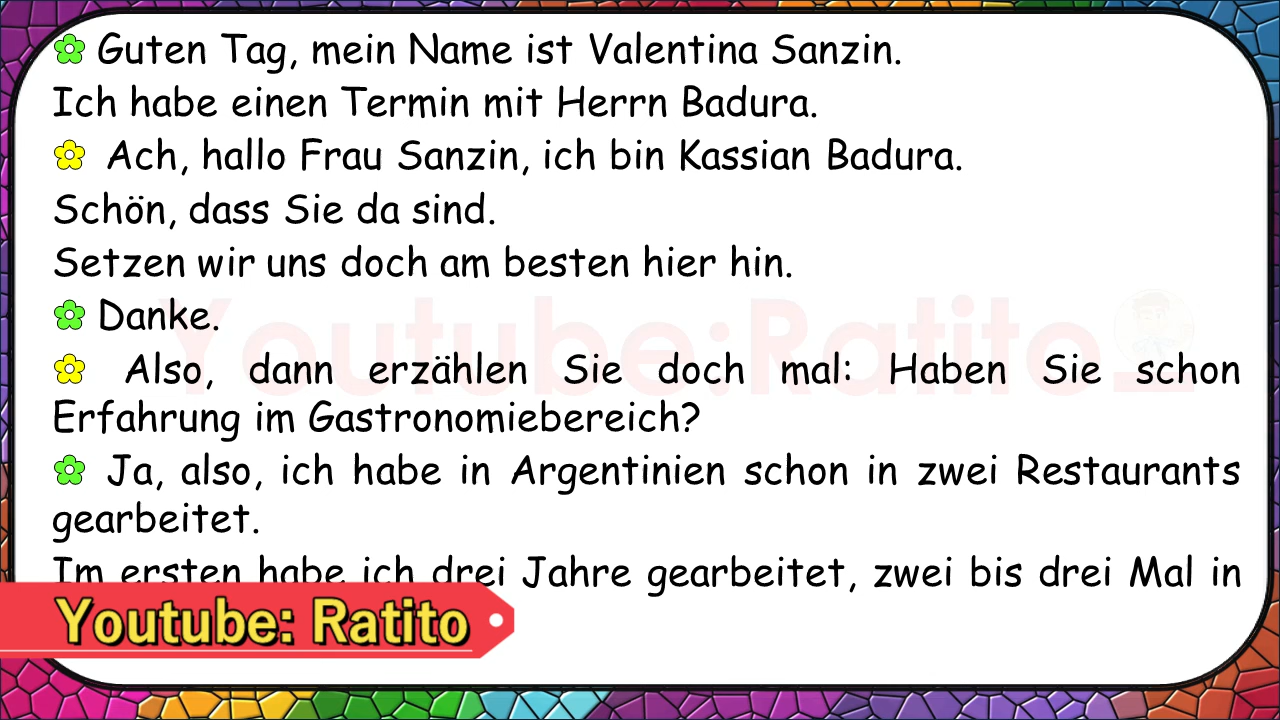 Guten Tag, mein Name ist Valentina Sanzin.
Ich habe einen Termin mit Herrn Badura.
Ach, hallo Frau Sanzin, ich bin Kassian Badura.
Schön, dass Sie da sind.
Setzen wir uns doch am besten hier hin.
Danke.
Also, dann erzählen Sie doch mal: Haben Sie schon
Erfahrung im Gastronomiebereich?
Ja, also, ich habe in Argentinien schon in zwei Restaurants
gearbeitet.
Im ersten habe ich drei Jahre gearbeitet, zwei bis drei Mal in
Youtube: Ratito
Youtube:Ratito